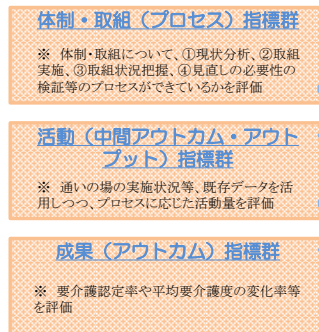 体制・取組（プロセス）指標群
※ 体制・取組について、①現状分析、②取組
実施、③取組状況把握、④見直しの必要性の
検証等のプロセスができているかを評価
活動（中間アウトカム・アウト
プット）指標群
※ 通いの場の実施状況等、既存データを活
用しつつ、プロセスに応じた活動量を評価
成果（アウトカム）指標群
※ 要介護認定率や平均要介護度の変化率等
を評価